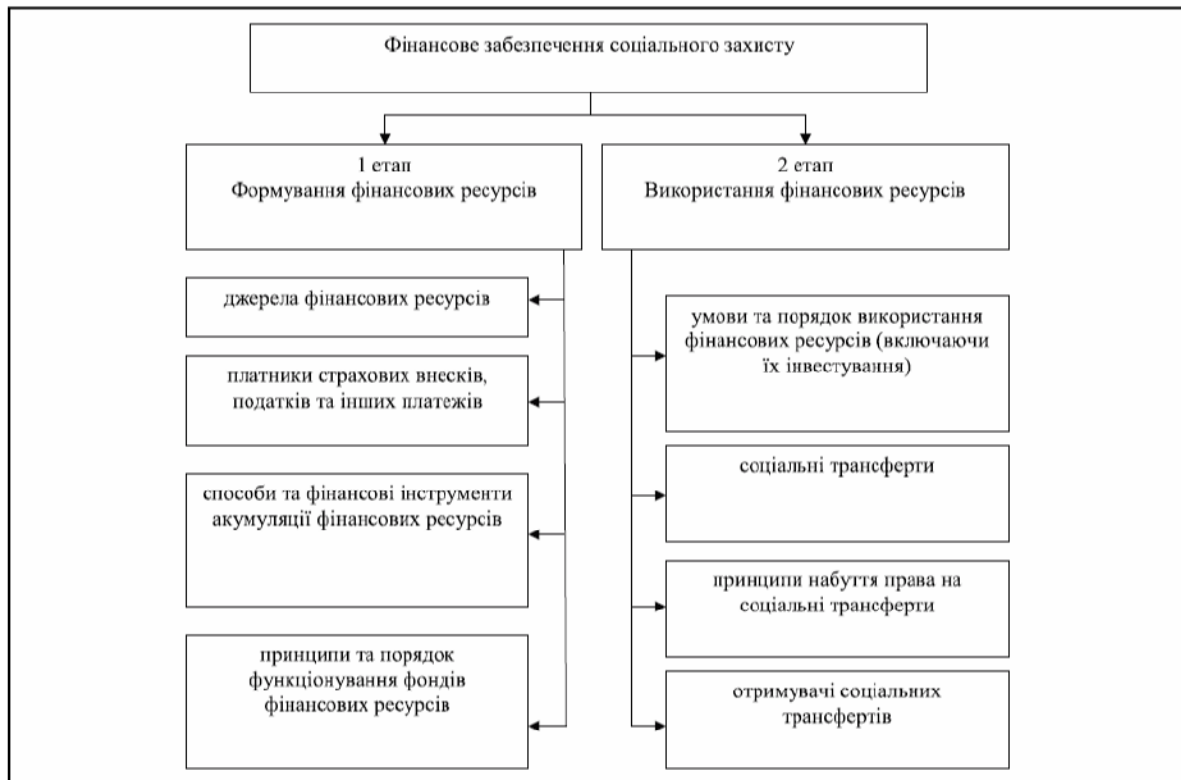 Фінансове забезпечення соціального захисту
1 етап
Формування фінансових ресурсів
2 етап
Використання фінансових ресурсів
джерела фінансових ресурсів
платники страхових внесків,
податків та інших платежів
способи та фінансові інструменти
акумуляції фінансових ресурсів
принципи та порядок
функціонування фондів
фінансових ресурсів
умови та порядок використання
фінансових ресурсів (включаючи
їх інвестування)
соціальні трансферти
принципи набуття права на
соціальні трансферти
отримувачі соціальних
трансфертів